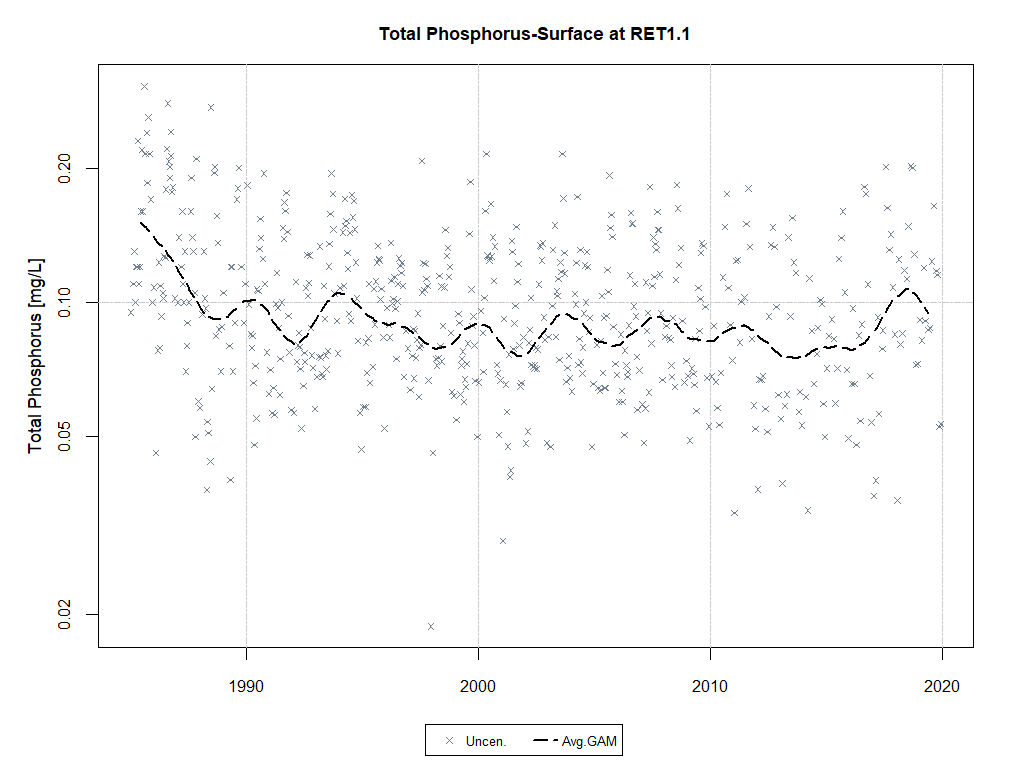 Total Phosphorus-Surface at RET1.1
Total Phosphorus [mg/L]
0.20
0.10
0.05
0.02
1990 2000 2010 2020
Uncen. Avg.GAM